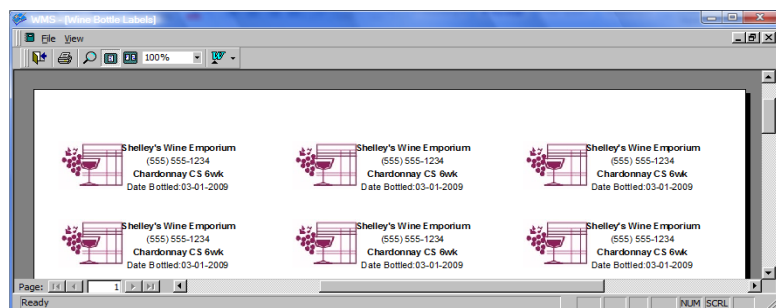 WMS - [Wine Bottle Labels]
File View
100% W
Shelley's Wine Emporium Shelley's Wine Emporium Shelley's Wine Emporium
(555) 555-1234 (555) 555-1234 (555) 555-1234
Chardonnay CS 6wk Chardonnay CS 6wk Chardonnay CS 6wk
Date Bottled:03-01-2009 Date Bottled:03-01-2009 Date Bottled:03-01-2009
Shelley's Wine Emporium Shelley's Wine Emporium Shelley's Wine Emporium
(555) 555-1234 (555) 555-1234 (555) 555-1234
Chardonnay CS 6wk Chardonnay CS 6wk Chardonnay CS 6wk
Date Bottled:03-01-2009 Date Bottled:03-01-2009 Date Bottled:03-01-2009
Page: 1
Ready NUM SCRL